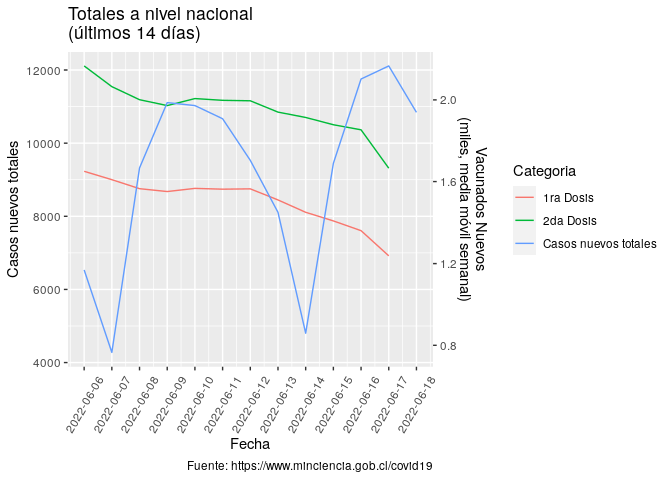 Totales a nivel nacional
(últimos 14 días)
Casos nuevos totales
12000
10000
8000
6000
4000
2.0
1.6
1.2
0.8
Vacunados Nuevos
(miles, media móvil semanal)
2022-06-06
2022-06-07
2022-06-08
2022-06-09
2022-06-10
2022-06-11
2022-06-12
2022-06-13
2022-06-14
2022-06-15
2022-06-16
2022-06-17
2022-06-18
Fecha
Categoria
1ra Dosis
2da Dosis
Casos nuevos totales
Fuente: https://www.minciencia.gob.cl/covid19